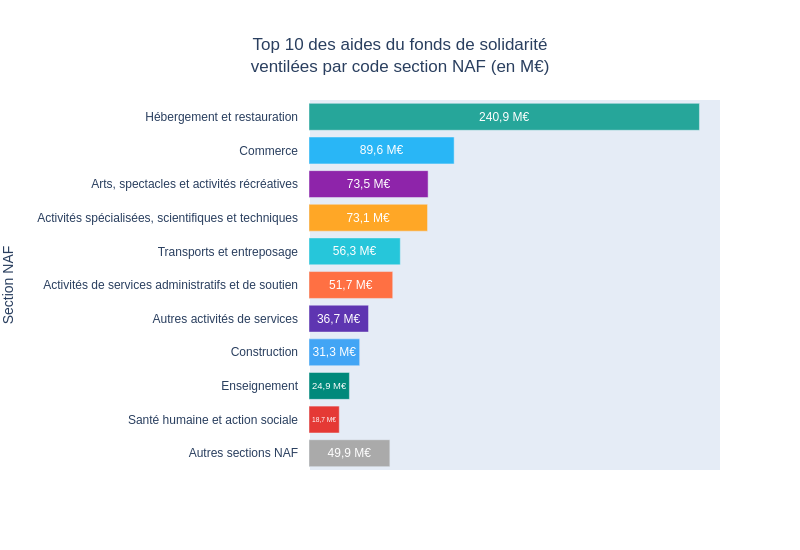 Top 10 des aides du fonds de solidarité
ventilées par code section NAF (en M€)
Section NAF
Hébergement et restauration 240,9 M€
Commerce 89,6 M€
Arts, spectacles et activités récréatives 73,5 M€
Activités spécialisées, scientifiques et techniques 73,1 M€
Transports et entreposage 56,3 M€
Activités de services administratifs et de soutien 51,7 M€
Autres activités de services 36,7 M€
Construction 31,3 M€
Enseignement 24,9 M€
Santé humaine et action sociale 18,7 M€
Autres sections NAF 49,9 M€